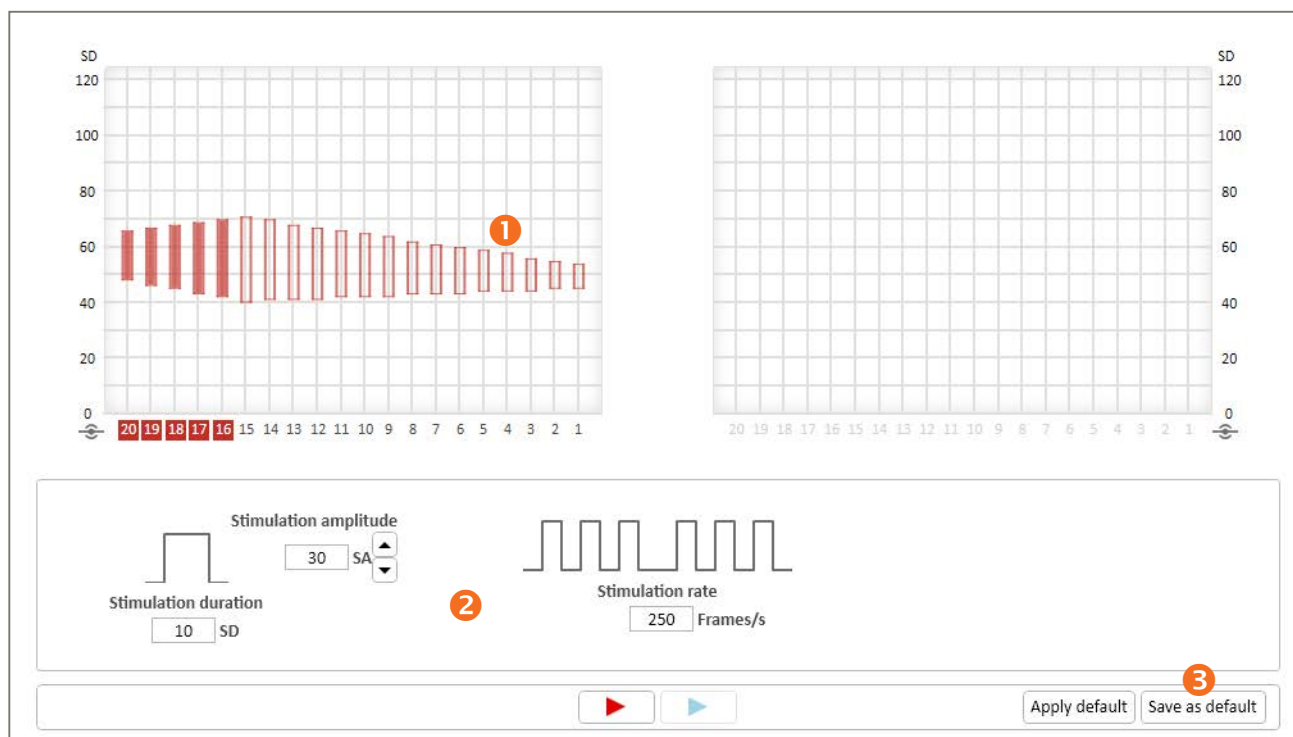 SD SD
120 120
100 100
80 80
1
60 60
40 40
20 20
0 0
20 19 18 17 16 15 14 13 12 11 10 9 8 7 6 5 4 3 2 1 20 19 18 17 16 15 14 13 12 11 10 9 8 7 6 5 4 3 2 1
Stimulation amplitude
30 SA
Stimulation duration
10 SD
2
Stimulation rate
250 Frames/s
3
Apply default Save as default